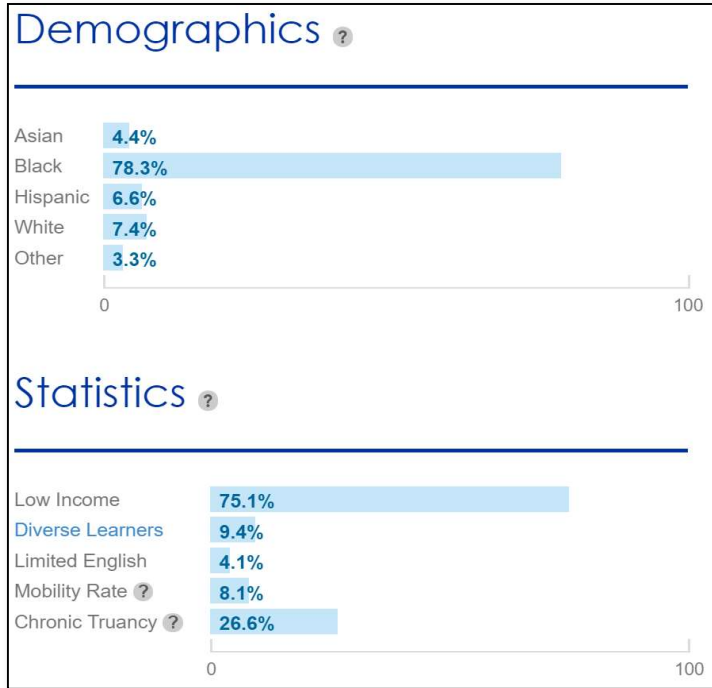 Demographics ?
Asian 4.4%
Black 78.3%
Hispanic 6.6%
White 7.4%
Other 3.3%
0 100
Statistics ?
Low Income 75.1%
Diverse Learners 9.4%
Limited English 4.1%
Mobility Rate ? 8.1%
Chronic Truancy ? 26.6%
0 100